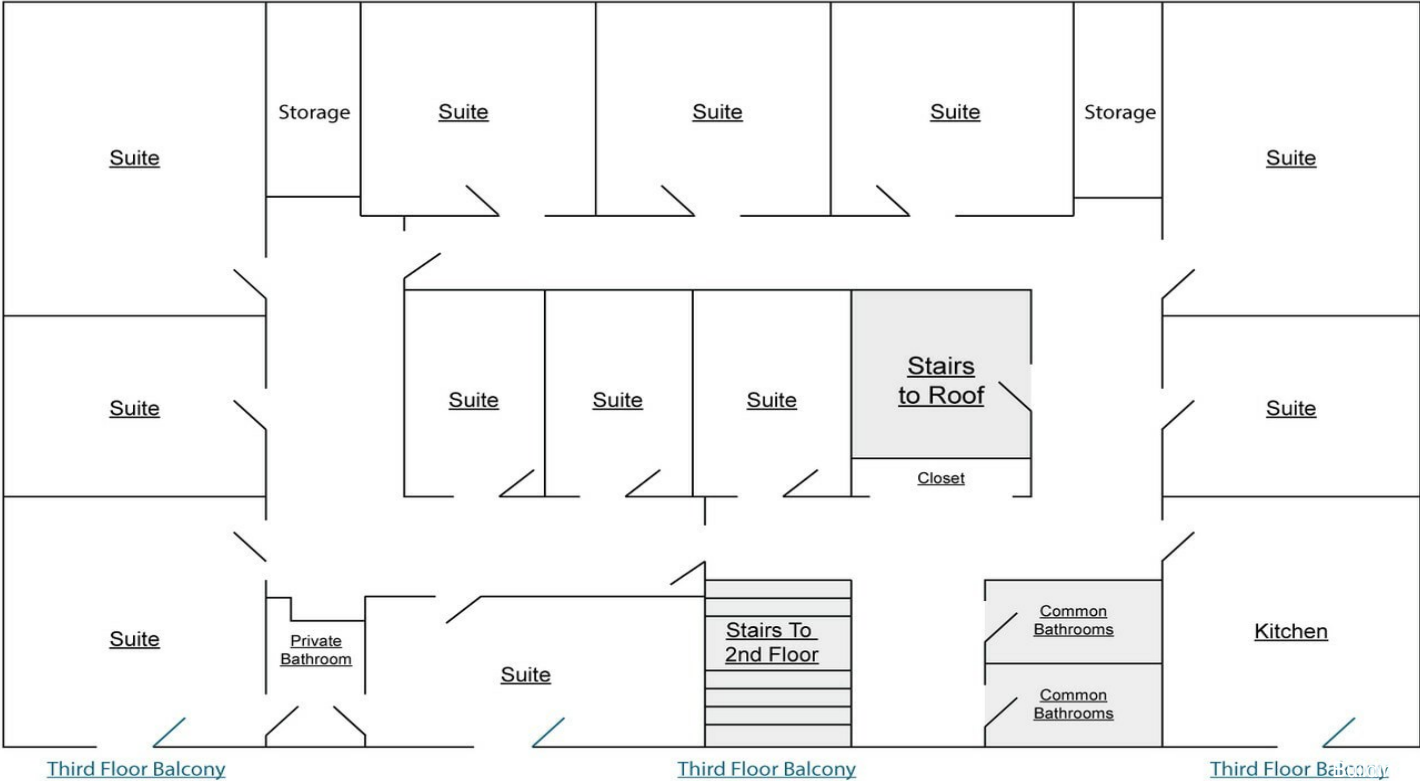 Storage
Suite
Suite
Suite
Storage
Suite
Suite
Stairs
to Roof
Suite
Suite
Suite
Suite
Suite
Closet
Common
Bathrooms
Stairs To
2nd Floor
Kitchen
Suite
Private
Bathroom
Suite
Common
Bathrooms
Third Floor Balcony
Third Floor Balcony
Third Floor Balcony